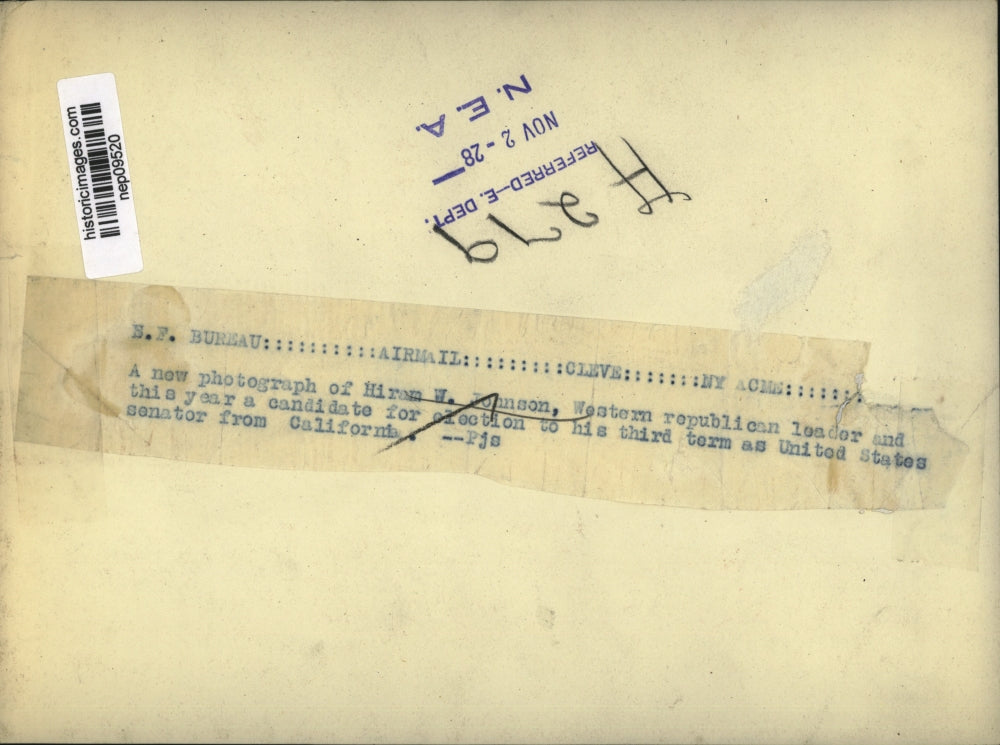 historicimages.com
nep09520
N. E. A.
NOV 2 - 28
REFERRED—E. DEPT.
H 279
S.F. BUREAU::::::::::AIRMAIL:::::::::CLEVE:::::::NY ACME:::::::
A new photograph of Hiram W. Johnson, Western republican leader and
this year a candidate for election to his third term as United States
senator from California. --Pjs